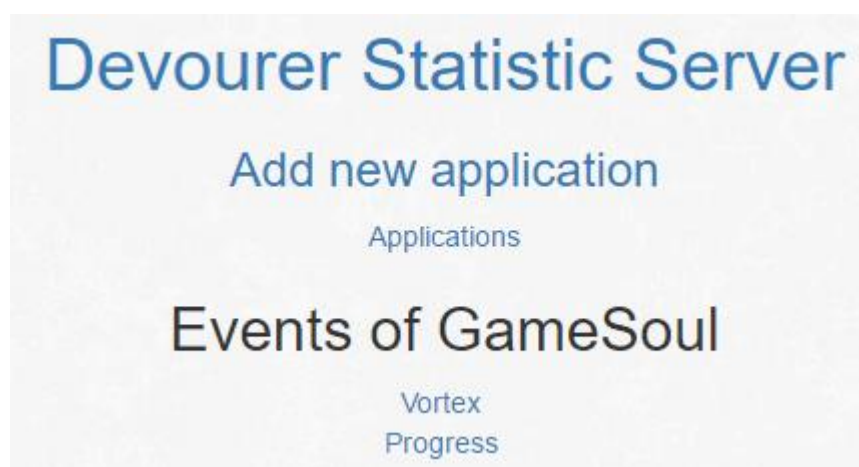 Devourer Statistic Server
Add new application
Applications
Events of GameSoul
Vortex
Progress